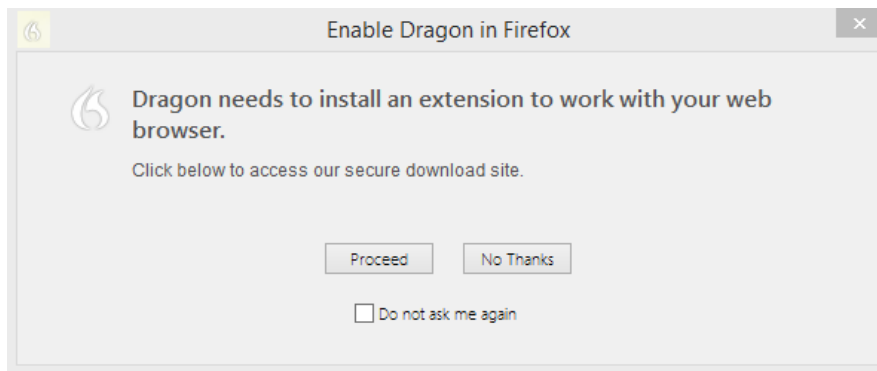 Enable Dragon in Firefox
Dragon needs to install an extension to work with your web
browser.
Click below to access our secure download site.
Proceed
No Thanks
Do not ask me again